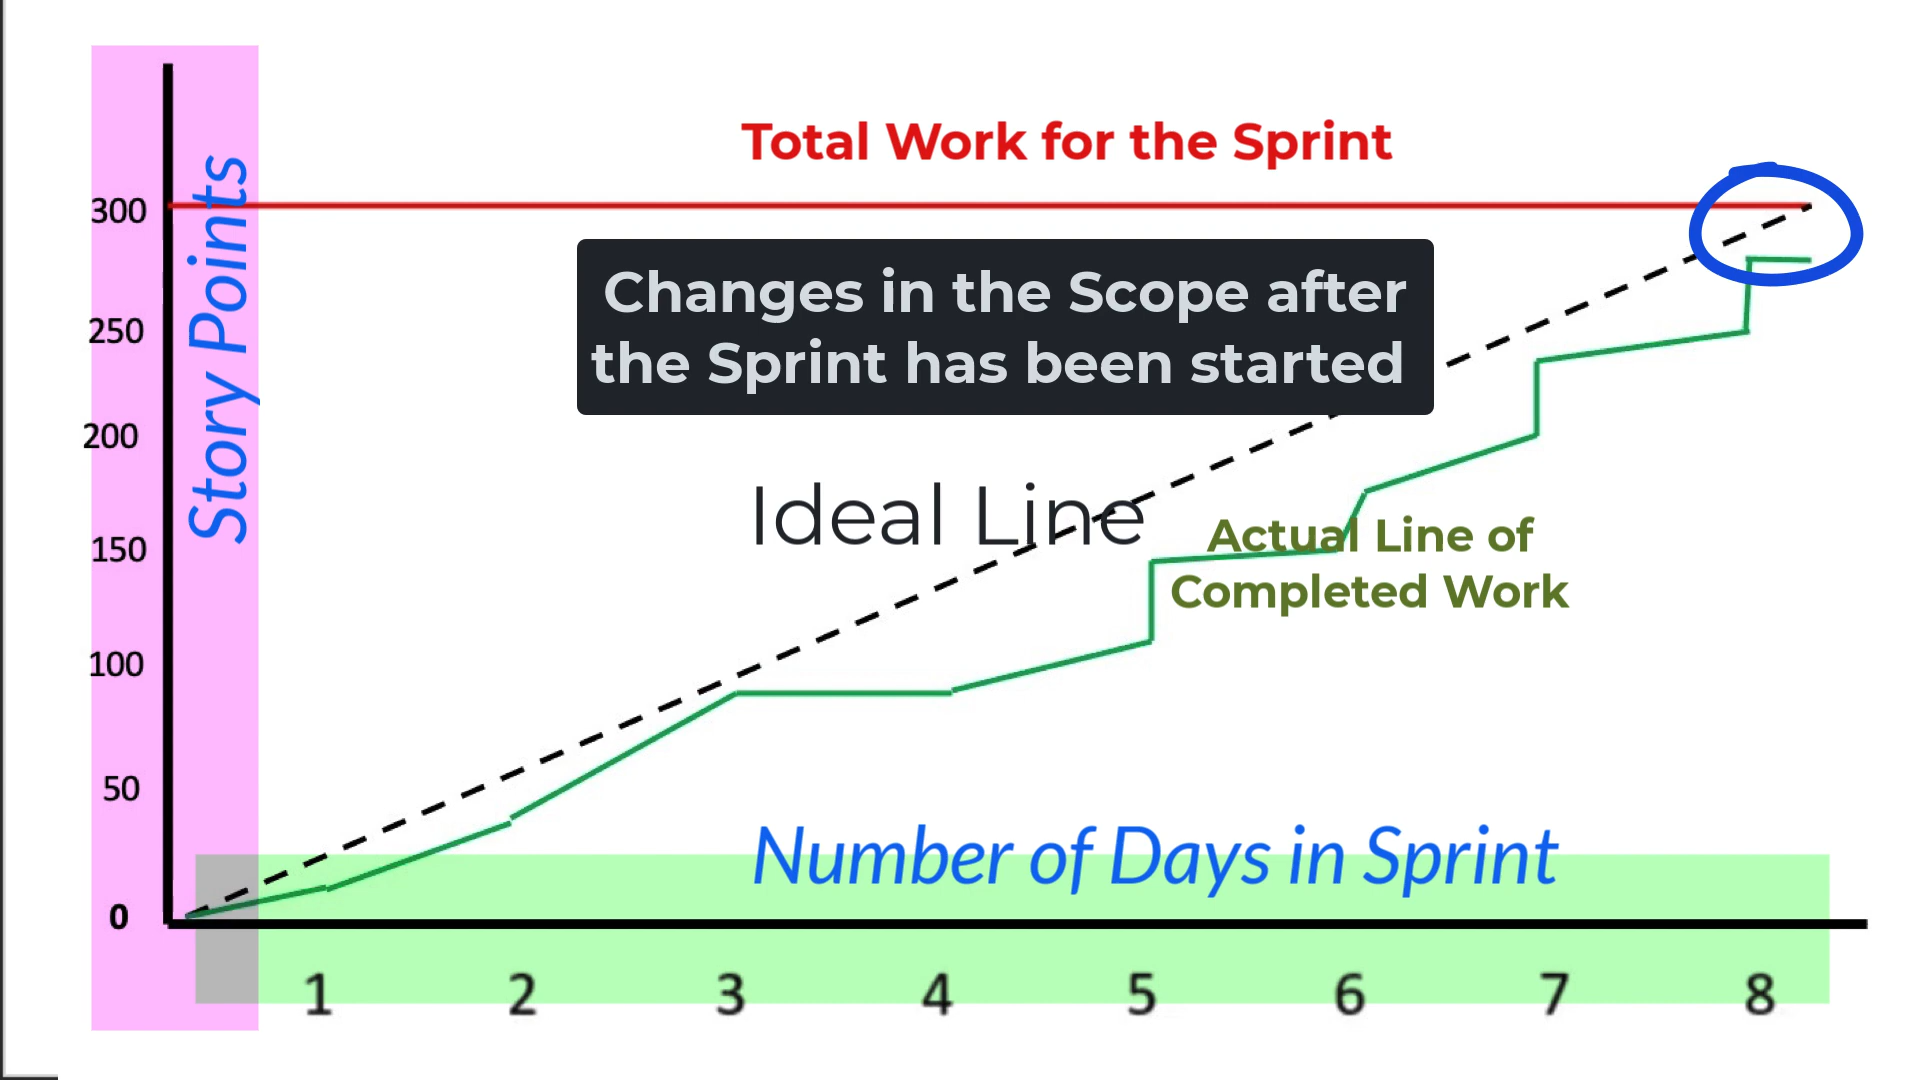 Total Work for the Sprint
300
250
200
150
100
50
0
Story Points
Changes in the Scope after
the Sprint has been started
Ideal Line
Actual Line of
Completed Work
Number of Days in Sprint
1 2 3 4 5 6 7 8